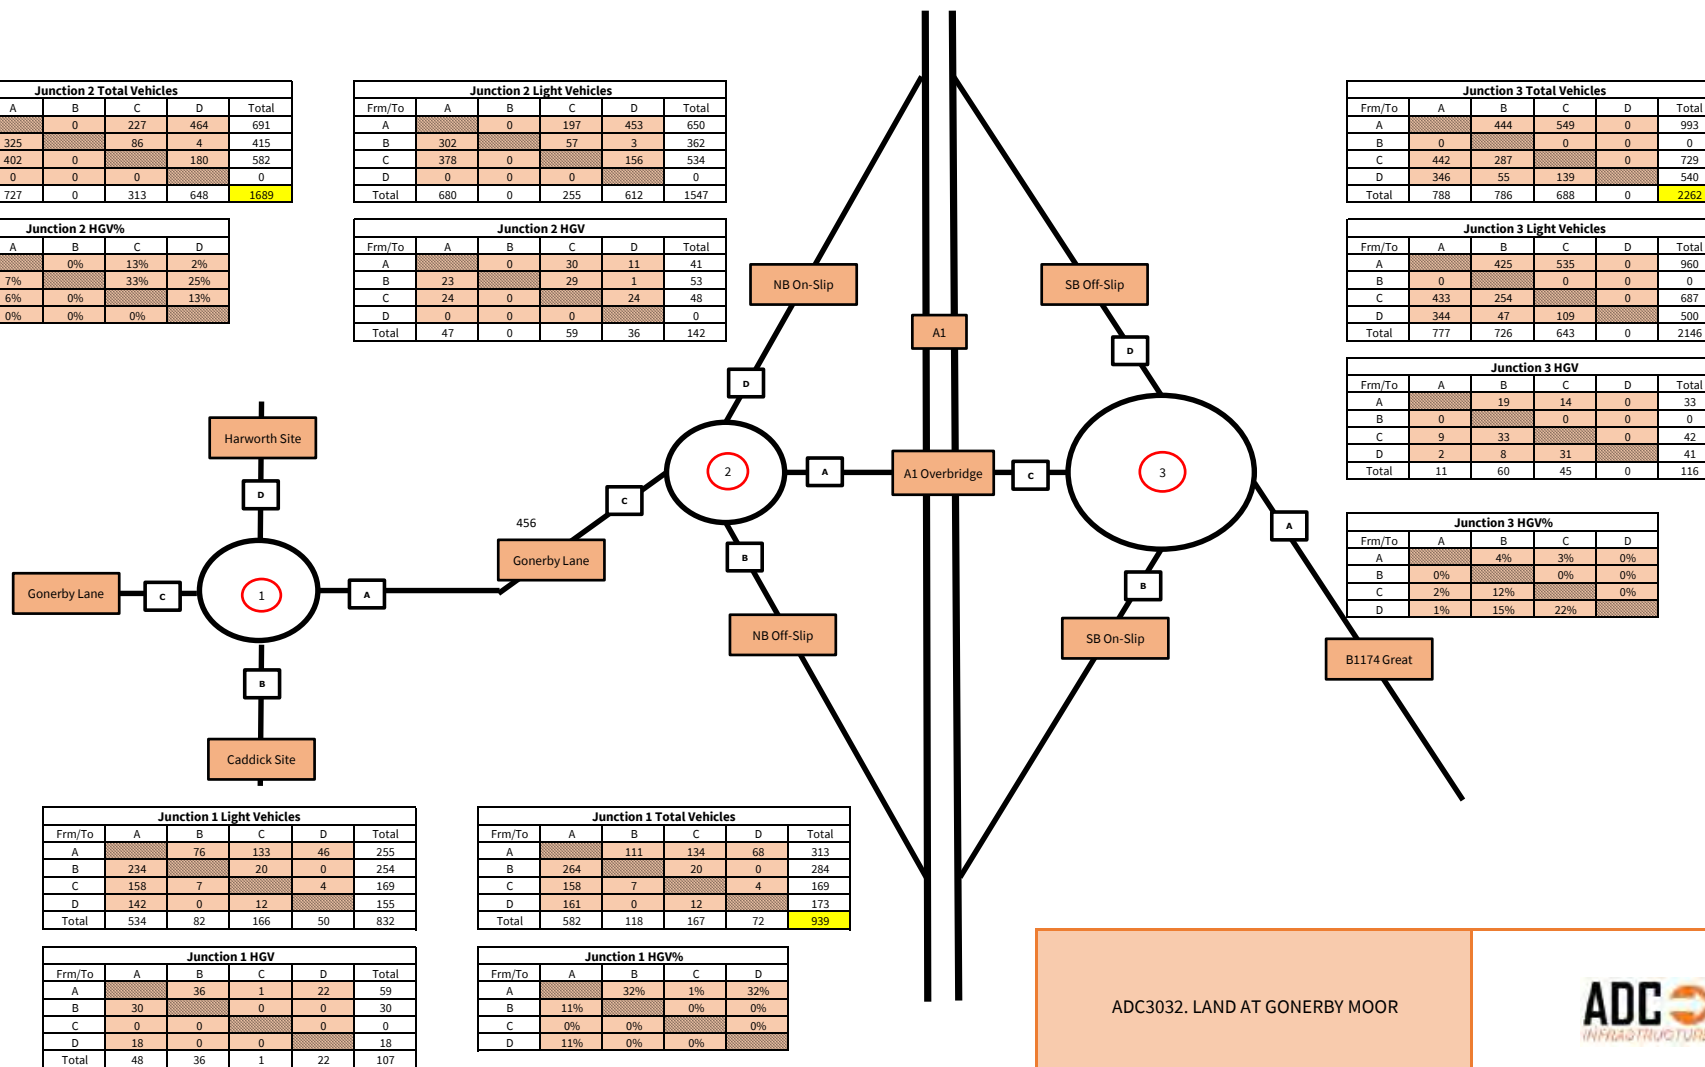 Junction 2 Total Vehicles
A B C D Total
0 227 464 691
325 86 4 415
402 0 180 582
0 0 0 0
727 0 313 648 1689
Junction 2 HGV%
A B C D
0% 13% 2%
7% 33% 25%
6% 0% 13%
0% 0% 0%
Junction 2 Light Vehicles
Frm/To A B C D Total
A 0 197 453 650
B 302 57 3 362
C 378 0 156 534
D 0 0 0 0
Total 680 0 255 612 1547
Junction 2 HGV
Frm/To A B C D Total
A 0 30 11 41
B 23 29 1 53
C 24 0 24 48
D 0 0 0 0
Total 47 0 59 36 142
Junction 3 Total Vehicles
Frm/To A B C D Total
A 444 549 0 993
B 0 0 0 0
C 442 287 0 729
D 346 55 139 540
Total 788 786 688 0 2262
Junction 3 Light Vehicles
Frm/To A B C D Total
A 425 535 0 960
B 0 0 0 0
C 433 254 0 687
D 344 47 109 500
Total 777 726 643 0 2146
Junction 3 HGV
Frm/To A B C D Total
A 19 14 0 33
B 0 0 0 0
C 9 33 0 42
D 2 8 31 41
Total 11 60 45 0 116
Junction 3 HGV%
Frm/To A B C D
A 4% 3% 0%
B 0% 0% 0%
C 2% 12% 0%
D 1% 15% 22%
NB On-Slip
SB Off-Slip
A1
D
D
Harworth Site
D
2
A
A1 Overbridge
C
3
C
456
A
Gonerby Lane
B
B
Gonerby Lane
C
1
A
NB Off-Slip
SB On-Slip
B1174 Great
B
Caddick Site
Junction 1 Light Vehicles
Frm/To A B C D Total
A 76 133 46 255
B 234 20 0 254
C 158 7 4 169
D 142 0 12 155
Total 534 82 166 50 832
Junction 1 Total Vehicles
Frm/To A B C D Total
A 111 134 68 313
B 264 20 0 284
C 158 7 4 169
D 161 0 12 173
Total 582 118 167 72 939
Junction 1 HGV
Frm/To A B C D Total
A 36 1 22 59
B 30 0 0 30
C 0 0 0 0
D 18 0 0 18
Total 48 36 1 22 107
Junction 1 HGV%
Frm/To A B C D
A 32% 1% 32%
B 11% 0% 0%
C 0% 0% 0%
D 11% 0% 0%
ADC3032. LAND AT GONERBY MOOR
ADC
INFRASTRUCTURE